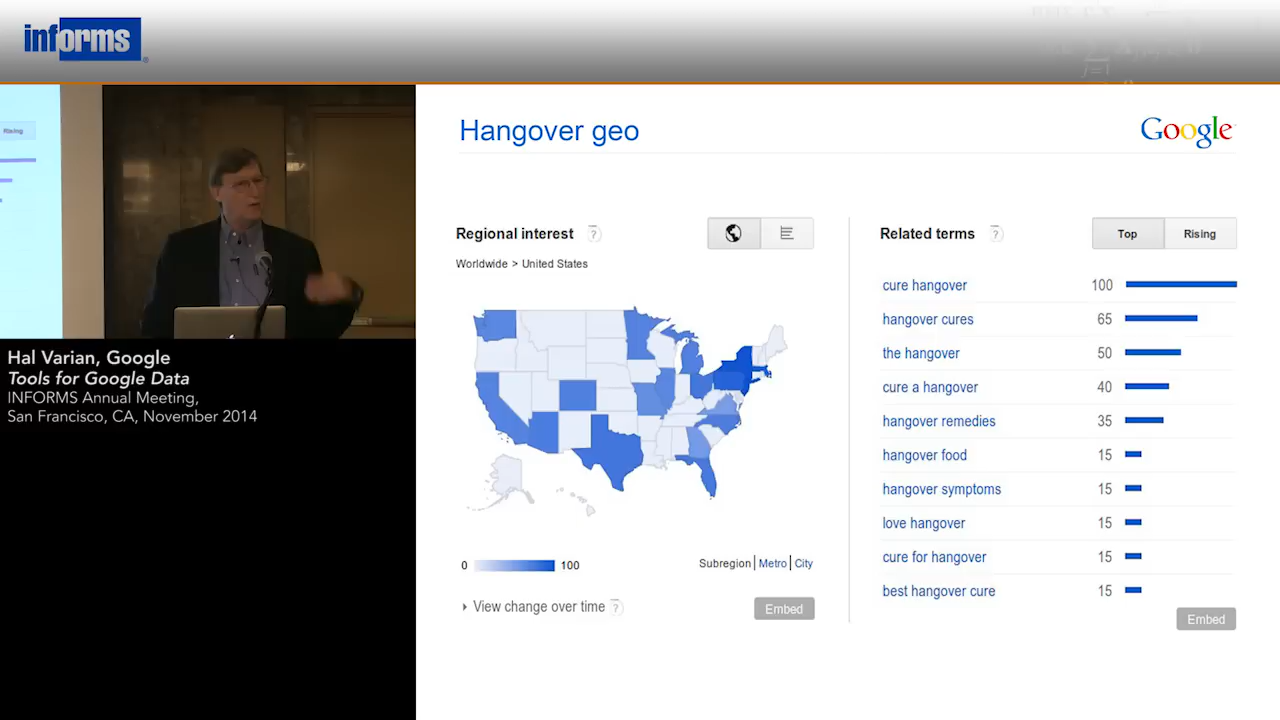 informs
Rising
Hal Varian, Google
Tools for Google Data
INFORMS Annual Meeting,
San Francisco, CA, November 2014
Hangover geo
Google
Regional interest ?
Worldwide > United States
0 100
Subregion Metro City
View change over time ?
Embed
Related terms ?
Top Rising
cure hangover 100
hangover cures 65
the hangover 50
cure a hangover 40
hangover remedies 35
hangover food 15
hangover symptoms 15
love hangover 15
cure for hangover 15
best hangover cure 15
Embed